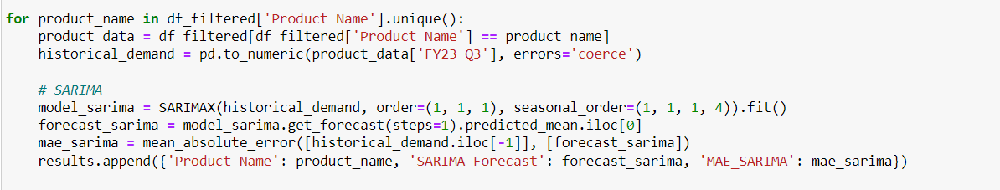 for product_name in df_filtered['Product Name'].unique():
    product_data = df_filtered[df_filtered['Product Name'] == product_name]
    historical_demand = pd.to_numeric(product_data['FY23 Q3'], errors='coerce')

    # SARIMA
    model_sarima = SARIMAX(historical_demand, order=(1, 1, 1), seasonal_order=(1, 1, 1, 4)).fit()
    forecast_sarima = model_sarima.get_forecast(steps=1).predicted_mean.iloc[0]
    mae_sarima = mean_absolute_error([historical_demand.iloc[-1]], [forecast_sarima])
    results.append({'Product Name': product_name, 'SARIMA Forecast': forecast_sarima, 'MAE_SARIMA': mae_sarima})